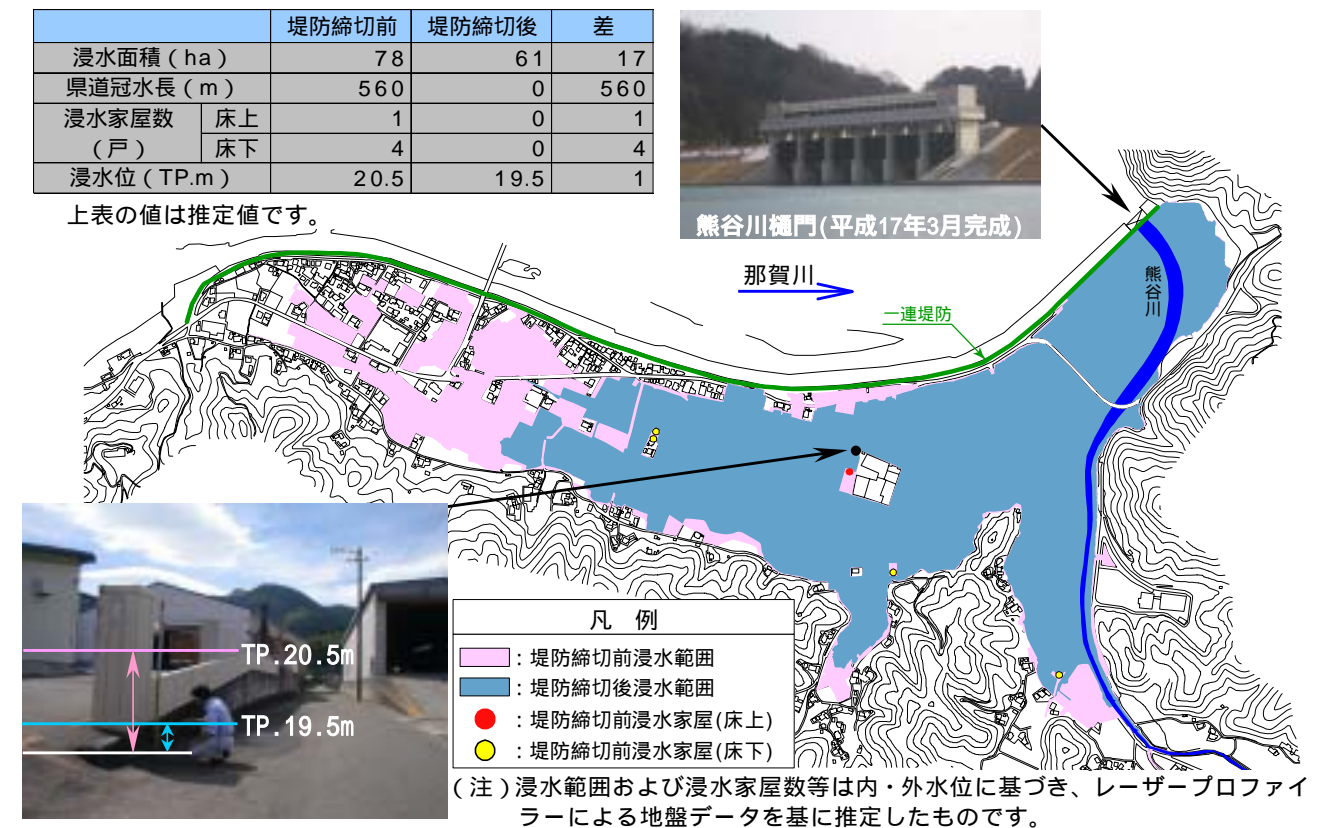 堤防締切前 堤防締切後 差
浸水面積(ha) 78 61 17
県道冠水長(m) 560 0 560
浸水家屋数(戸) 床上 1 0 1
床下 4 0 4
浸水位(TP.m) 20.5 19.5 1
上表の値は推定値です。
熊谷川樋門(平成17年3月完成)
那賀川
熊谷川
一連堤防
TP.20.5m
TP.19.5m
凡 例
:堤防締切前浸水範囲
:堤防締切後浸水範囲
:堤防締切前浸水家屋(床上)
:堤防締切前浸水家屋(床下)
(注)浸水範囲および浸水家屋数等は内・外水位に基づき、レーザープロファイ
ラーによる地盤データを基に推定したものです。